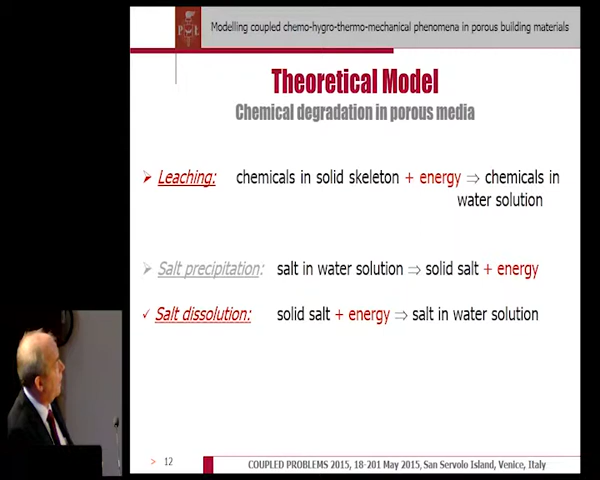 P Ł
Modelling coupled chemo-hygro-thermo-mechanical phenomena in porous building materials
Theoretical Model
Chemical degradation in porous media
➢ Leaching: chemicals in solid skeleton + energy ⇒ chemicals in
water solution
➢ Salt precipitation: salt in water solution ⇒ solid salt + energy
✓ Salt dissolution: solid salt + energy ⇒ salt in water solution
> 12
COUPLED PROBLEMS 2015, 18-201 May 2015, San Servolo Island, Venice, Italy